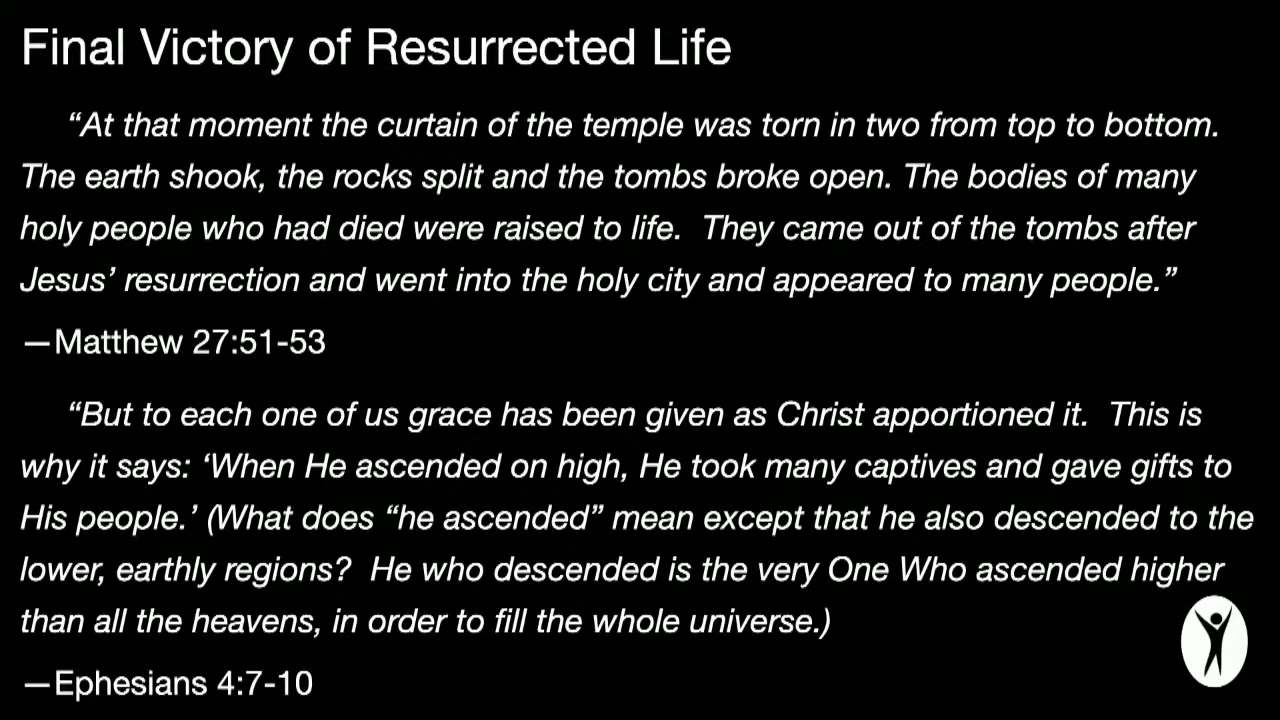 Final Victory of Resurrected Life
“At that moment the curtain of the temple was torn in two from top to bottom.
The earth shook, the rocks split and the tombs broke open. The bodies of many
holy people who had died were raised to life.  They came out of the tombs after
Jesus’ resurrection and went into the holy city and appeared to many people.”
—Matthew 27:51-53
“But to each one of us grace has been given as Christ apportioned it.  This is
why it says: ‘When He ascended on high, He took many captives and gave gifts to
His people.’ (What does “he ascended” mean except that he also descended to the
lower, earthly regions?  He who descended is the very One Who ascended higher
than all the heavens, in order to fill the whole universe.)
—Ephesians 4:7-10